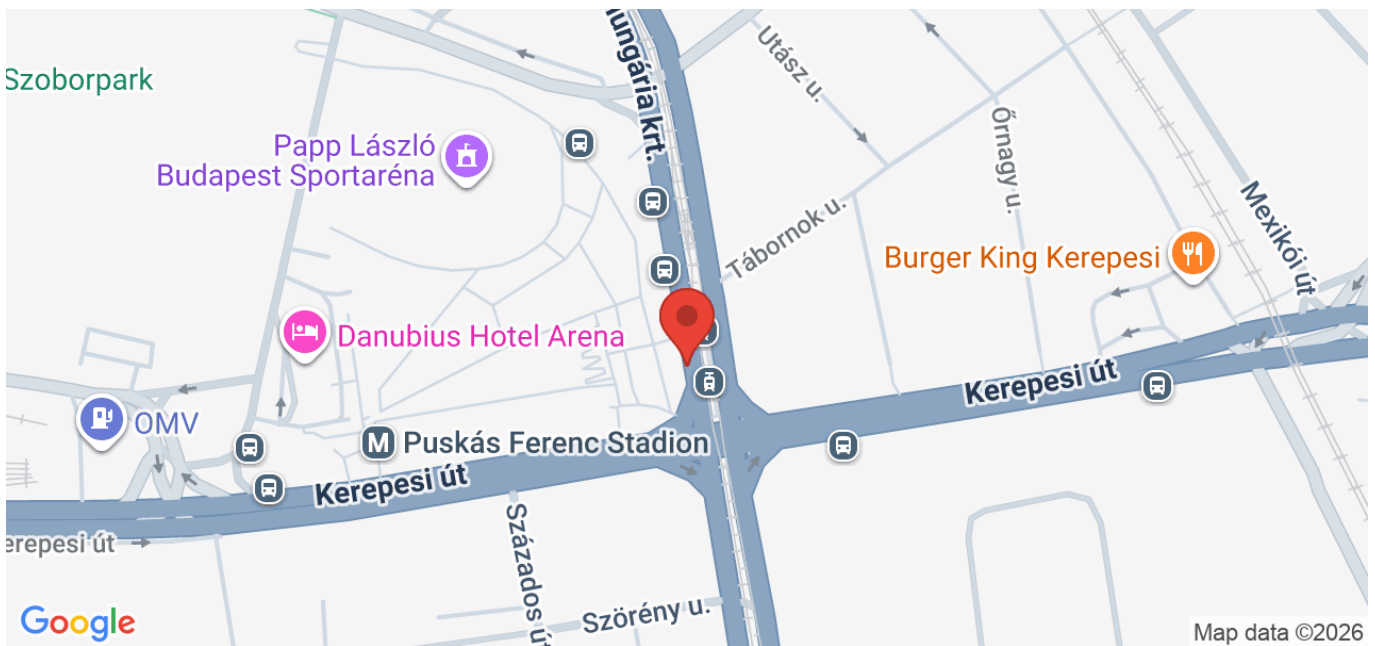 Szoborpark
Hungária krt.
Utász u.
Őrnagy u.
Papp László
Budapest Sportaréna
Tábornok u.
Mexikói út
Burger King Kerepesi
Danubius Hotel Arena
Kerepesi út
OMV
M
Puskás Ferenc Stadion
Kerepesi út
erepesi út
Százados út
Szörény u.
Google
Map data ©2026